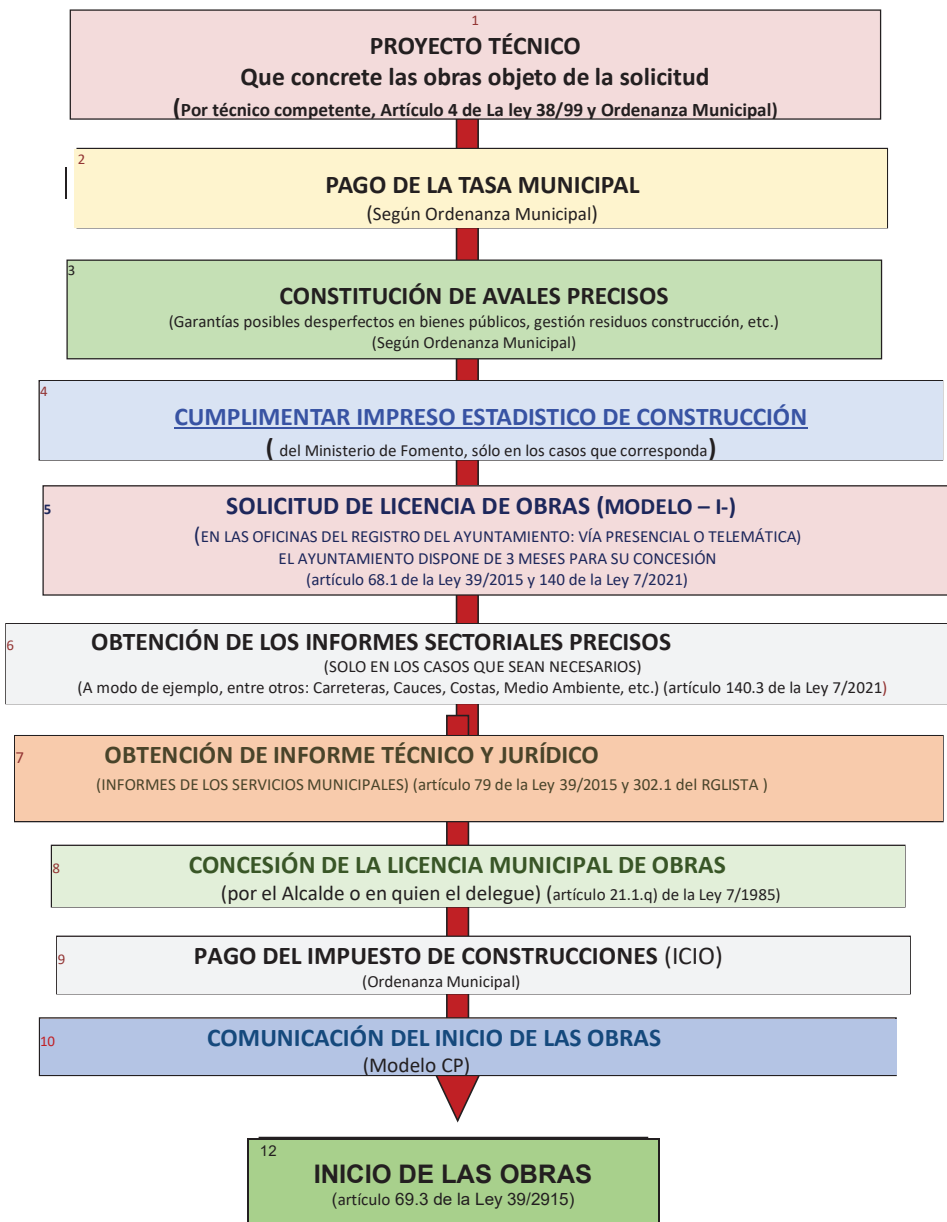 1
PROYECTO TÉCNICO
Que concrete las obras objeto de la solicitud
(Por técnico competente, Artículo 4 de La ley 38/99 y Ordenanza Municipal)
2
PAGO DE LA TASA MUNICIPAL
(Según Ordenanza Municipal)
3
CONSTITUCIÓN DE AVALES PRECISOS
(Garantías posibles desperfectos en bienes públicos, gestión residuos construcción, etc.)
(Según Ordenanza Municipal)
4
CUMPLIMENTAR IMPRESO ESTADISTICO DE CONSTRUCCIÓN
( del Ministerio de Fomento, sólo en los casos que corresponda)
5
SOLICITUD DE LICENCIA DE OBRAS (MODELO – I-)
(EN LAS OFICINAS DEL REGISTRO DEL AYUNTAMIENTO: VÍA PRESENCIAL O TELEMÁTICA)
EL AYUNTAMIENTO DISPONE DE 3 MESES PARA SU CONCESIÓN
(artículo 68.1 de la Ley 39/2015 y 140 de la Ley 7/2021)
6
OBTENCIÓN DE LOS INFORMES SECTORIALES PRECISOS
(SOLO EN LOS CASOS QUE SEAN NECESARIOS)
(A modo de ejemplo, entre otros: Carreteras, Cauces, Costas, Medio Ambiente, etc.) (artículo 140.3 de la Ley 7/2021)
7
OBTENCIÓN DE INFORME TÉCNICO Y JURÍDICO
(INFORMES DE LOS SERVICIOS MUNICIPALES) (artículo 79 de la Ley 39/2015 y 302.1 del RGLISTA )
8
CONCESIÓN DE LA LICENCIA MUNICIPAL DE OBRAS
(por el Alcalde o en quien el delegue) (artículo 21.1.q) de la Ley 7/1985)
9
PAGO DEL IMPUESTO DE CONSTRUCCIONES (ICIO)
(Ordenanza Municipal)
10
COMUNICACIÓN DEL INICIO DE LAS OBRAS
(Modelo CP)
12
INICIO DE LAS OBRAS
(artículo 69.3 de la Ley 39/2915)